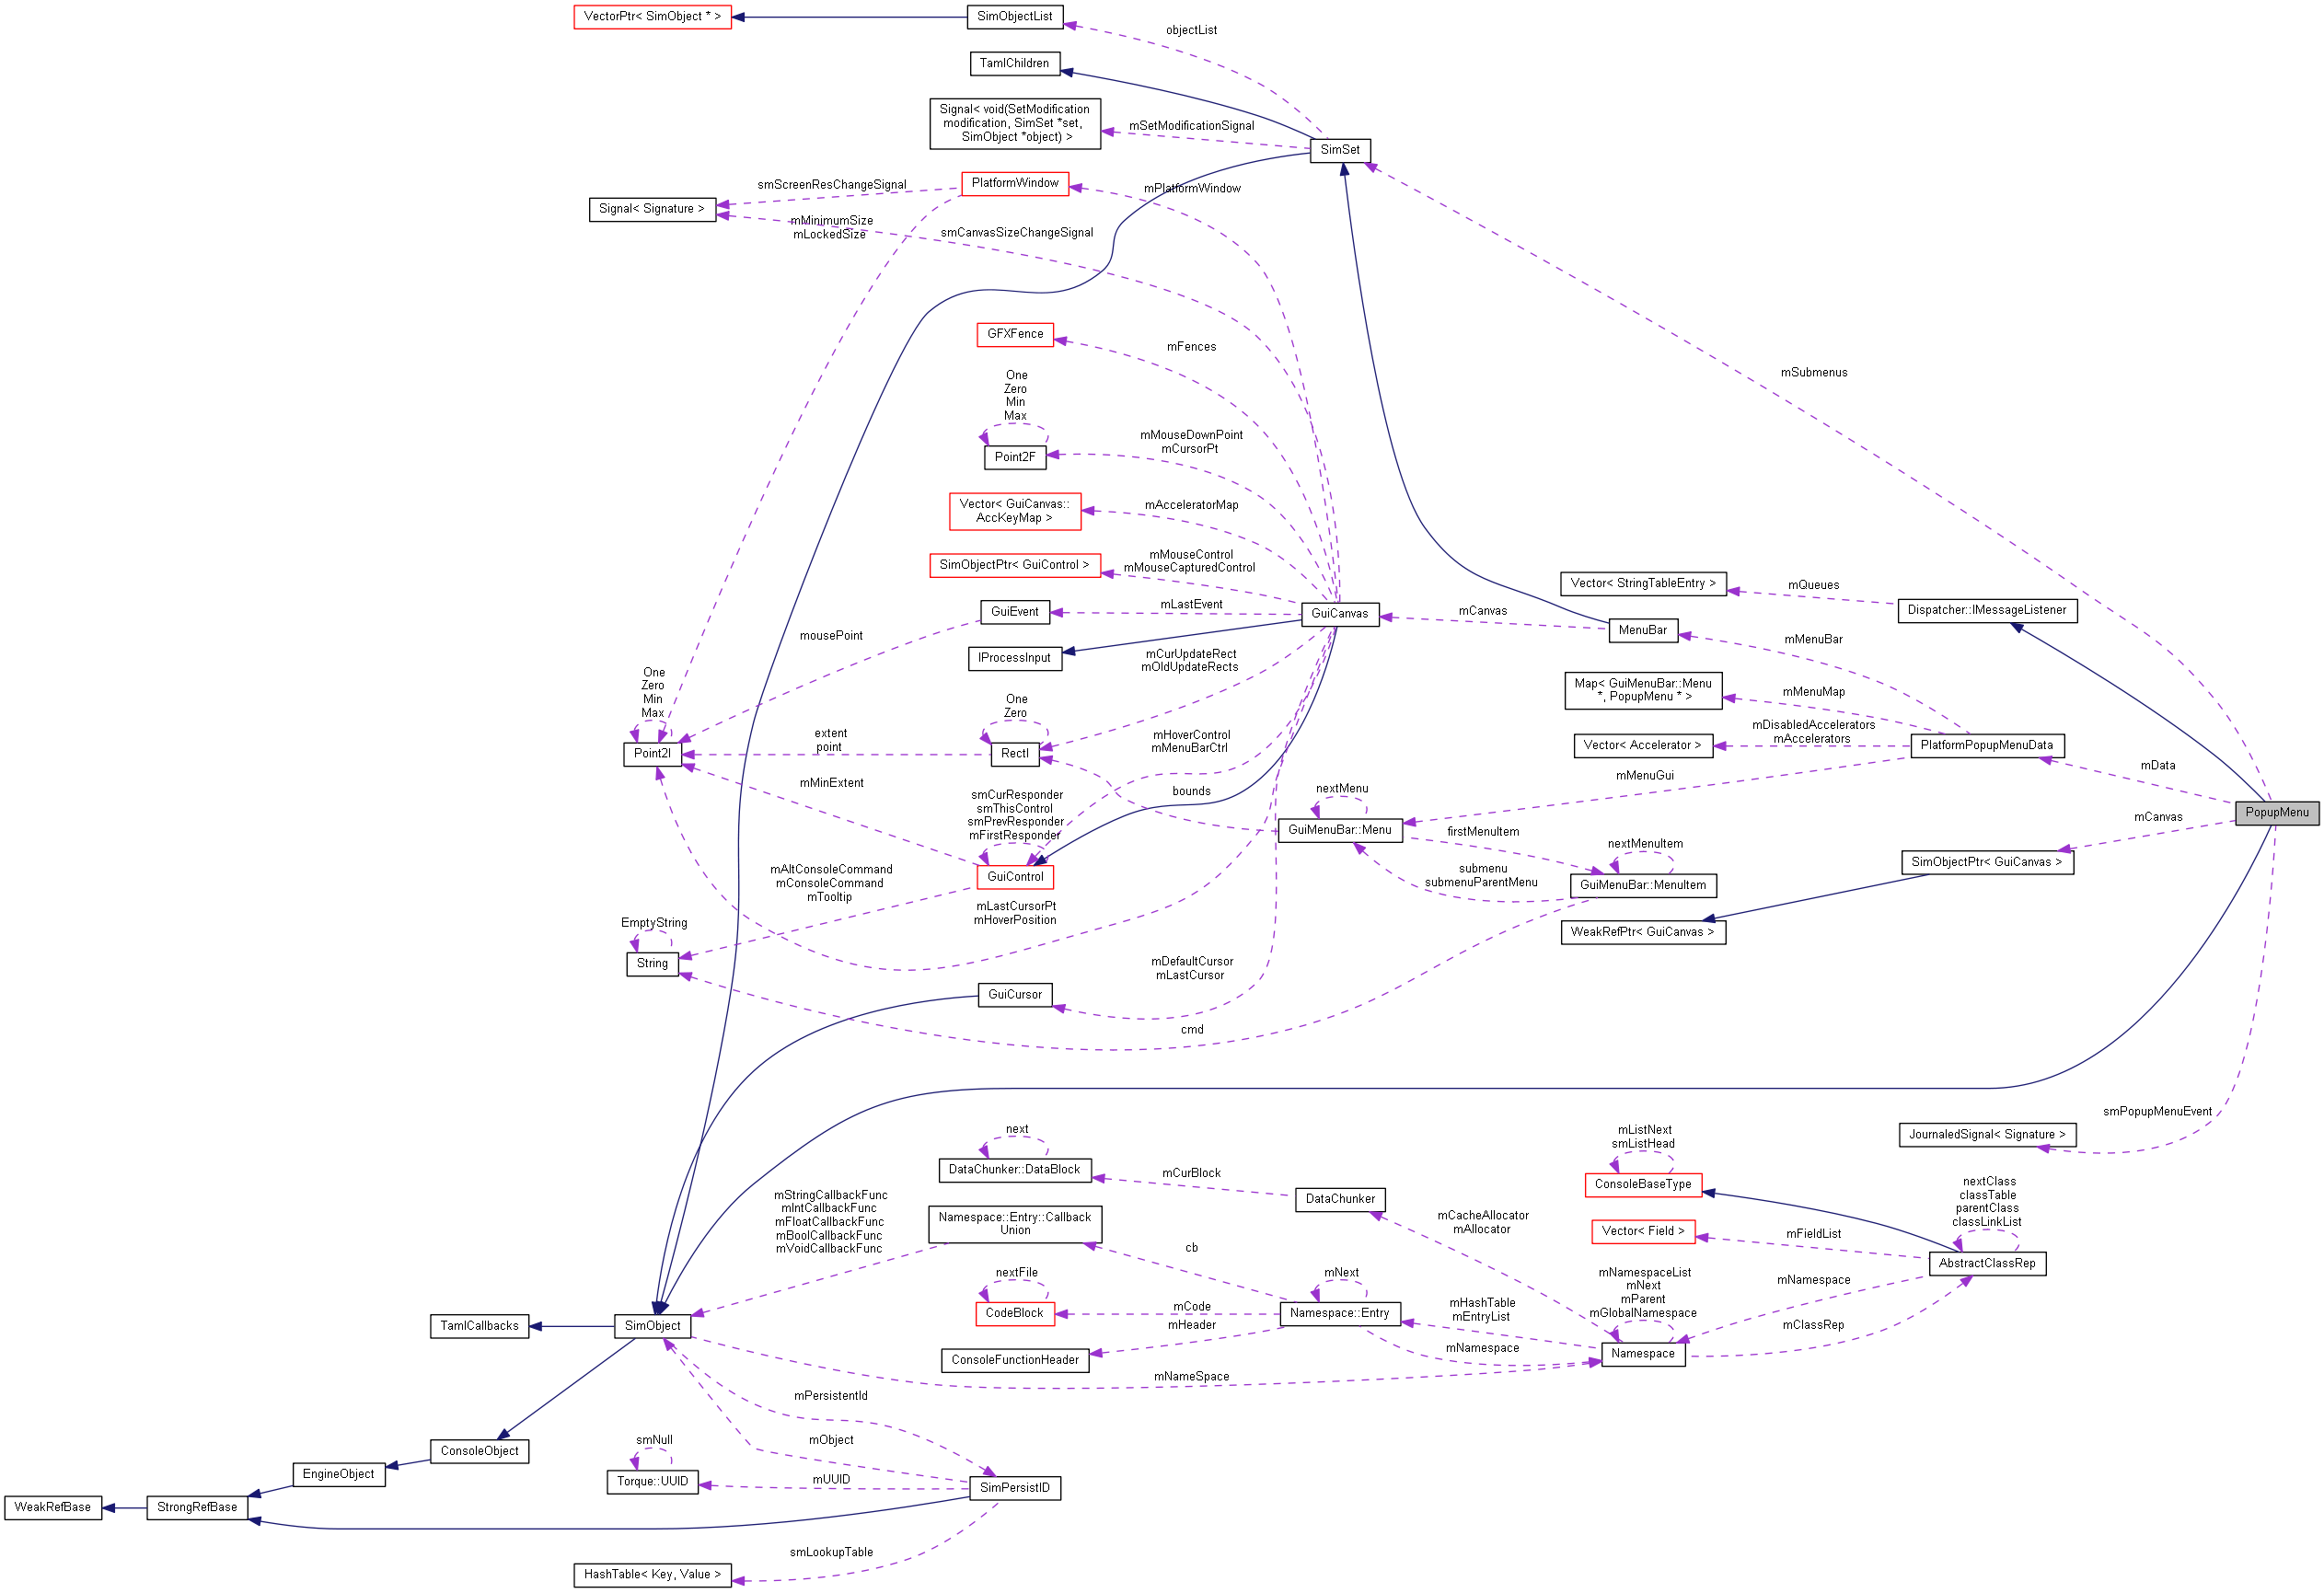 VectorPtr< SimObject * >
SimObjectList
objectList
TamlChildren
Signal< void(SetModification
modification, SimSet *set,
SimObject *object) >
mSetModificationSignal
SimSet
smScreenResChangeSignal
PlatformWindow
mPlatformWindow
Signal< Signature >
mMinimumSize
mLockedSize
smCanvasSizeChangeSignal
GFXFence
mFences
mSubmenus
One
Zero
Min
Max
Point2F
mMouseDownPoint
mCursorPt
Vector< GuiCanvas::
AccKeyMap >
mAcceleratorMap
SimObjectPtr< GuiControl >
mMouseControl
mMouseCapturedControl
GuiEvent
mLastEvent
GuiCanvas
mCanvas
MenuBar
Vector< StringTableEntry >
mQueues
Dispatcher::IMessageListener
mousePoint
IProcessInput
mCurUpdateRect
mOldUpdateRects
mMenuBar
One
Zero
Min
Max
Point2I
extent
point
One
Zero
RectI
mHoverControl
mMenuBarCtrl
Map< GuiMenuBar::Menu
*, PopupMenu * >
mMenuMap
Vector< Accelerator >
mDisabledAccelerators
mAccelerators
PlatformPopupMenuData
mData
PopupMenu
mMenuGui
mMinExtent
smCurResponder
smThisControl
smPrevResponder
mFirstResponder
GuiControl
bounds
nextMenu
GuiMenuBar::Menu
firstMenuItem
nextMenuItem
GuiMenuBar::MenuItem
submenu
submenuParentMenu
mCanvas
SimObjectPtr< GuiCanvas >
WeakRefPtr< GuiCanvas >
mAltConsoleCommand
mConsoleCommand
mTooltip
mLastCursorPt
mHoverPosition
EmptyString
String
GuiCursor
mDefaultCursor
mLastCursor
cmd
smPopupMenuEvent
JournaledSignal< Signature >
next
DataChunker::DataBlock
mCurBlock
DataChunker
mListNext
smListHead
ConsoleBaseType
mStringCallbackFunc
mIntCallbackFunc
mFloatCallbackFunc
mBoolCallbackFunc
mVoidCallbackFunc
Namespace::Entry::Callback
Union
cb
mCacheAllocator
mAllocator
Vector< Field >
mFieldList
nextClass
classTable
parentClass
classLinkList
AbstractClassRep
nextFile
CodeBlock
mCode
mHeader
mNext
Namespace::Entry
mHashTable
mEntryList
mNamespaceList
mNext
mParent
mGlobalNamespace
Namespace
mNamespace
mClassRep
mNamespace
ConsoleFunctionHeader
TamlCallbacks
SimObject
mNameSpace
mPersistentId
mObject
ConsoleObject
EngineObject
smNull
Torque::UUID
mUUID
SimPersistID
WeakRefBase
StrongRefBase
smLookupTable
HashTable< Key, Value >